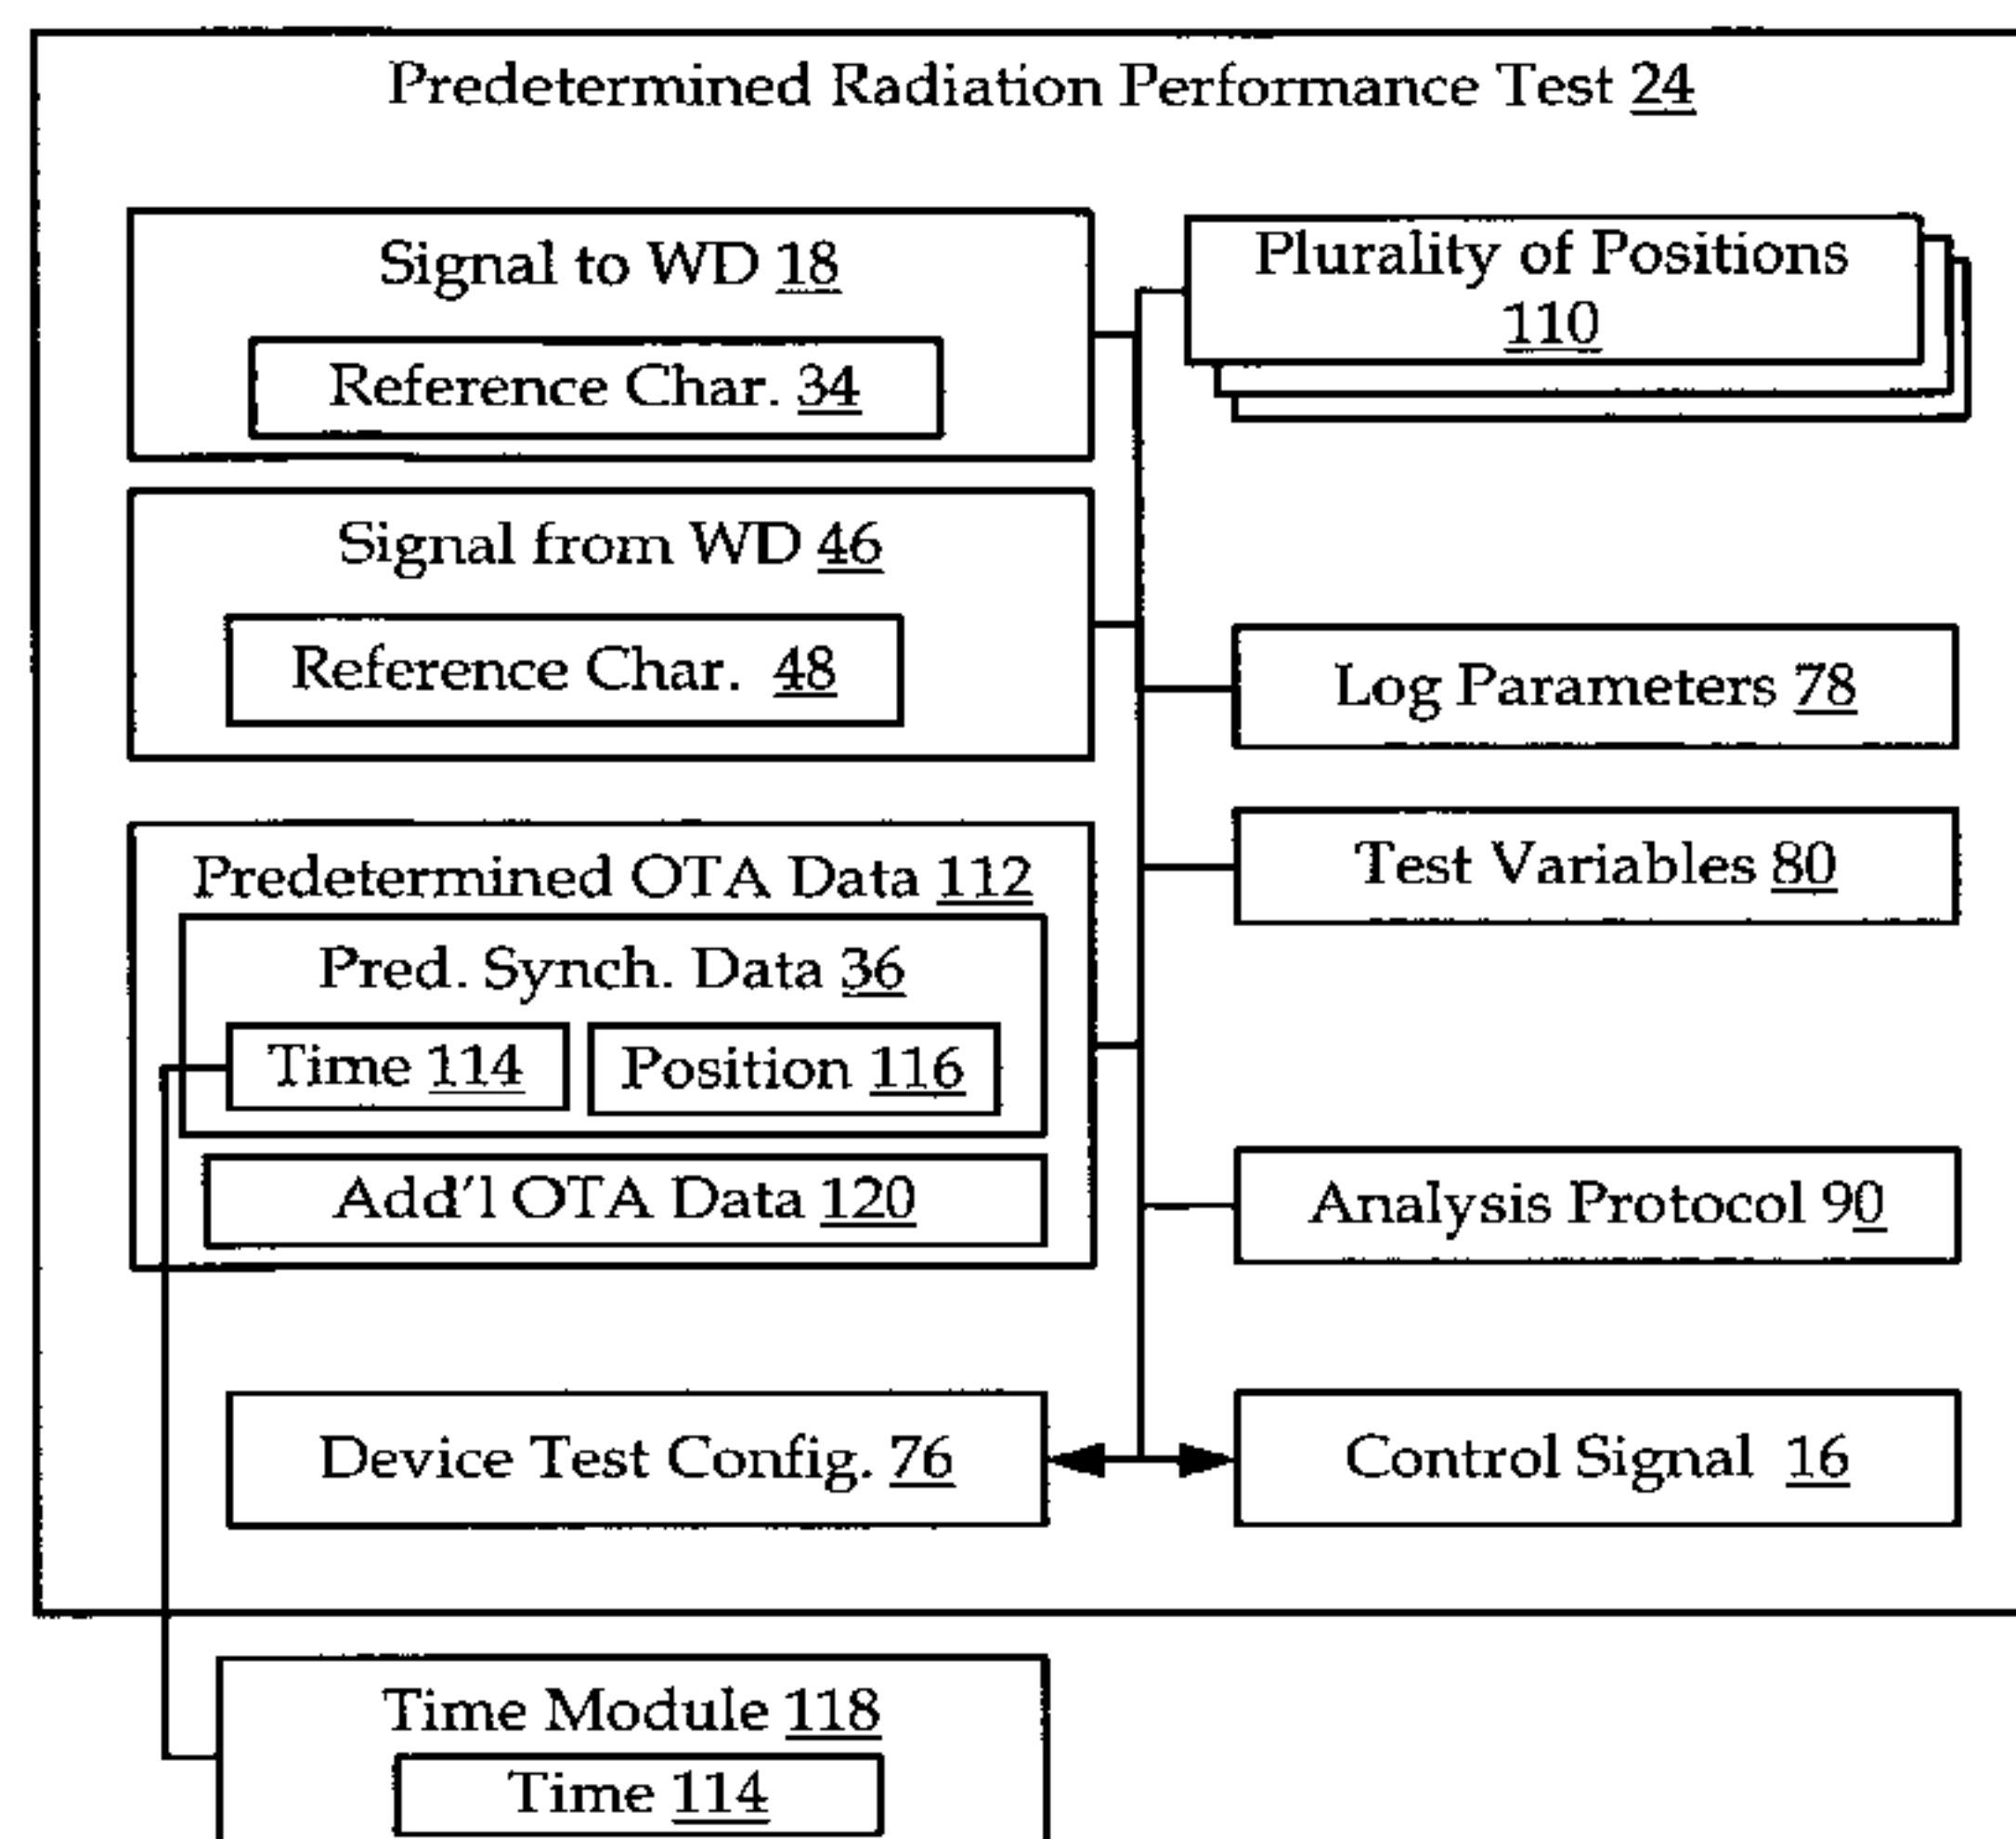 Predetermined Radiation Performance Test 24
Signal to WD 18
Reference Char. 34
Plurality of Positions
110
Signal from WD 46
Reference Char. 48
Log Parameters 78
Test Variables 80
Predetermined OTA Data 112
Pred. Synch. Data 36
Time 114
Position 116
Add'l OTA Data 120
Analysis Protocol 90
Device Test Config. 76
Control Signal 16
Time Module 118
Time 114